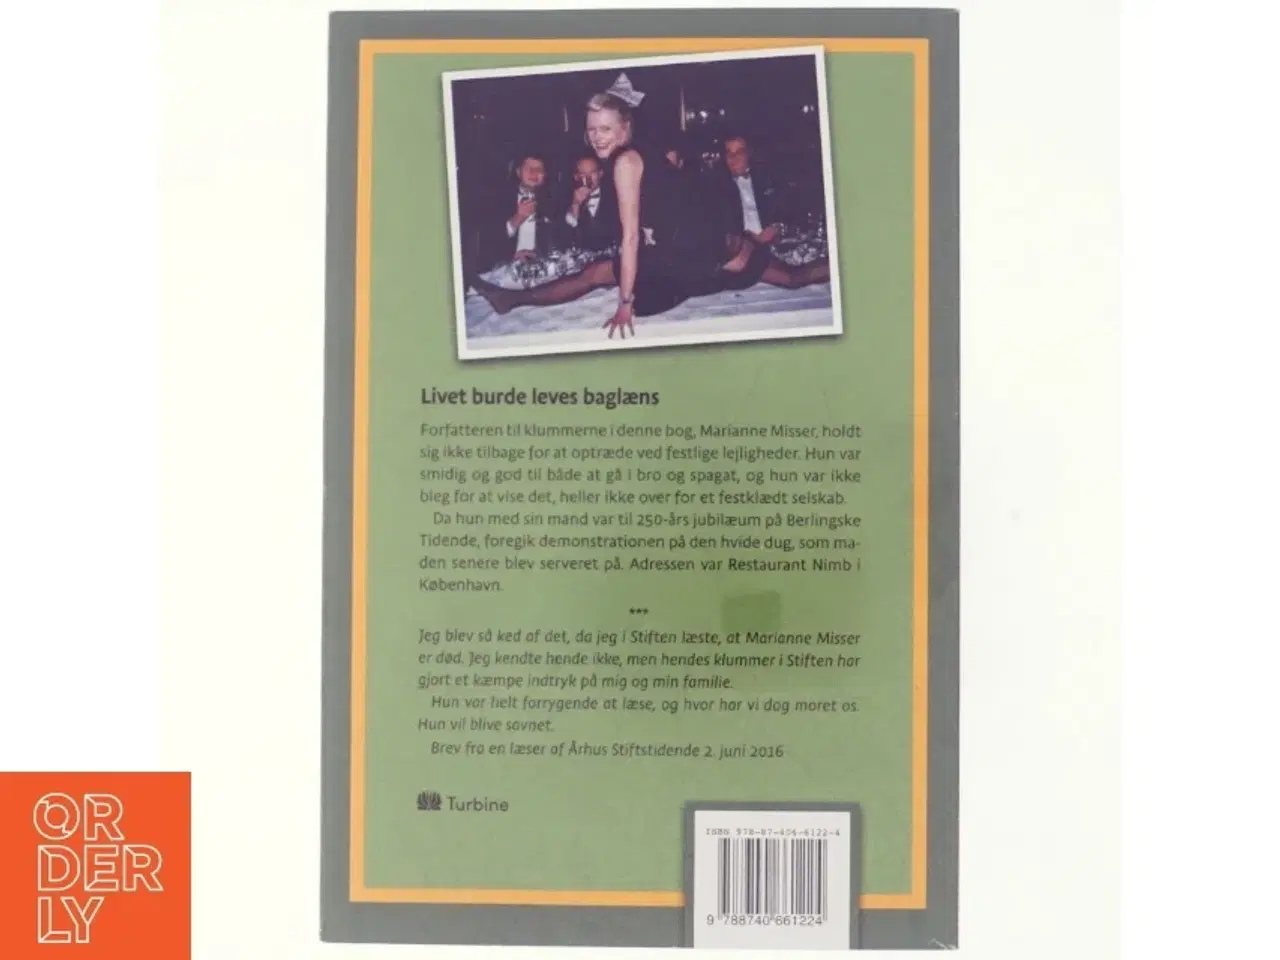 Livet burde leves baglæns
Forfatteren til klummerne i denne bog, Marianne Misser, holdt
sig ikke tilbage for at optræde ved festlige lejligheder. Hun var
smidig og god til både at gå i bro og spagat, og hun var ikke
bleg for at vise det, heller ikke over for et festklædt selskab.
Da hun med sin mand var til 250-års jubilæum på Berlingske
Tidende, foregik demonstrationen på den hvide dug, som ma-
den senere blev serveret på. Adressen var Restaurant Nimb i
København.
***
Jeg blev så ked af det, da jeg i Stiften læste, at Marianne Misser
er død. Jeg kendte hende ikke, men hendes klummer i Stiften har
gjort et kæmpe indtryk på mig og min familie.
Hun var helt forrygende at læse, og hvor har vi dog moret os.
Hun vil blive savnet.
Brev fra en læser af Århus Stiftstidende 2. juni 2016
Turbine
ISBN 978-87-406-6122-4
9 788740 661224
ORDERLY